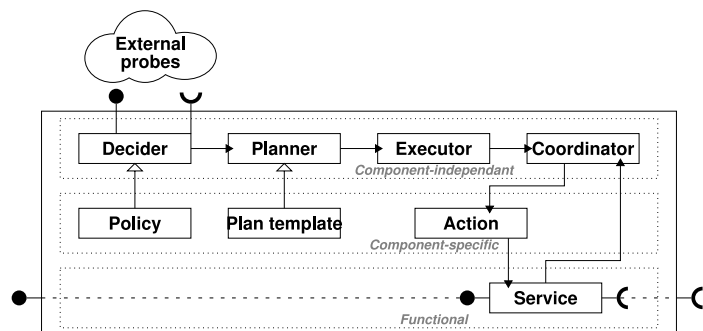 External
probes
Decider
Planner
Executor
Coordinator
Component-independant
Policy
Plan template
Action
Component-specific
Service
Functional